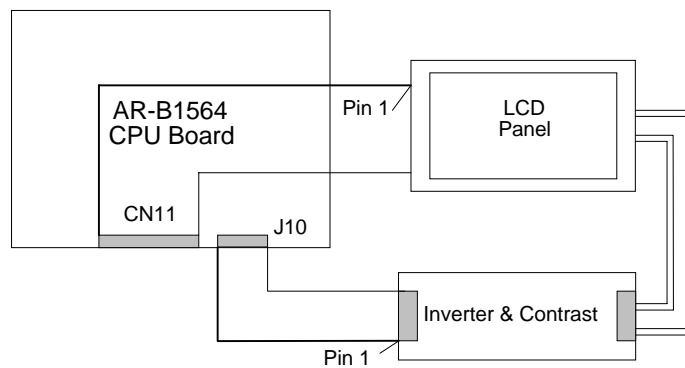 AR-B1564
CPU Board
Pin 1
LCD
Panel
CN11
J10
Inverter & Contrast
Pin 1